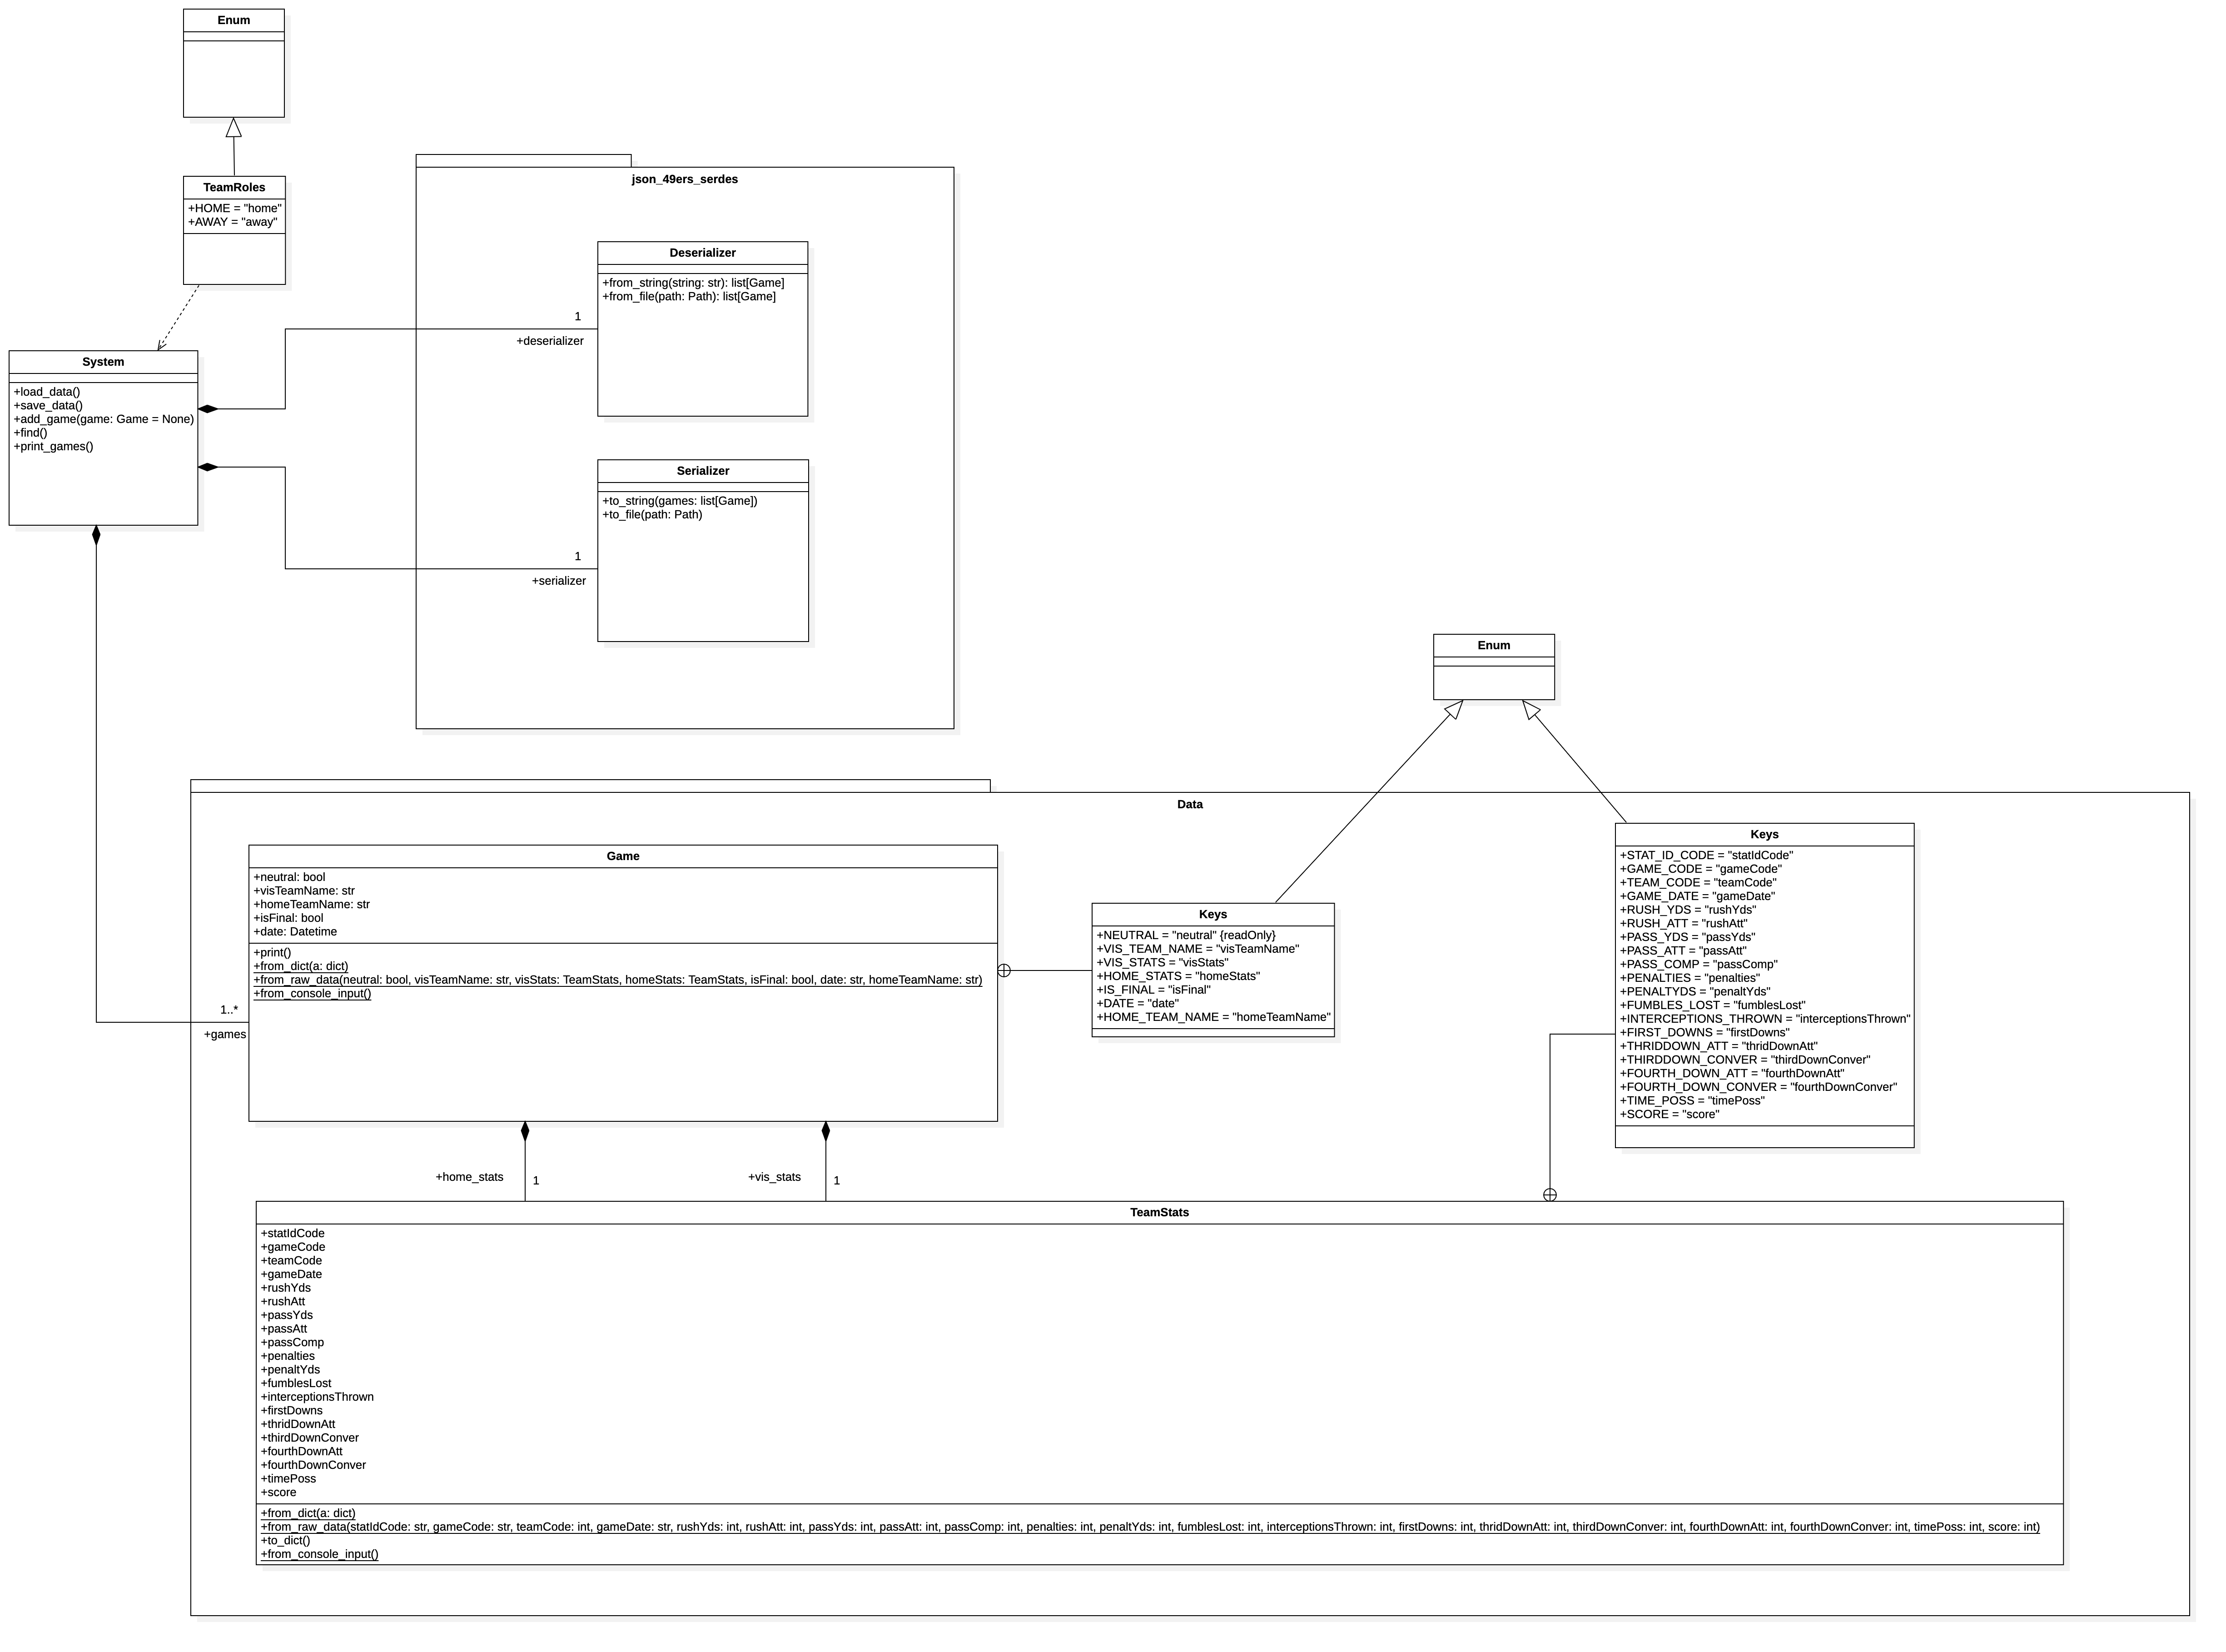 Enum
TeamRoles
+HOME = "home"
+AWAY = "away"
json_49ers_serdes
Deserializer
+from_string(string: str): list[Game]
+from_file(path: Path): list[Game]
1
+deserializer
System
+load_data()
+save_data()
+add_game(game: Game = None)
+find()
+print_games()
Serializer
+to_string(games: list[Game])
+to_file(path: Path)
1
+serializer
Enum
Data
Game
+neutral: bool
+visTeamName: str
+homeTeamName: str
+isFinal: bool
+date: Datetime
+print()
+from_dict(a: dict)
+from_raw_data(neutral: bool, visTeamName: str, visStats: TeamStats, homeStats: TeamStats, isFinal: bool, date: str, homeTeamName: str)
+from_console_input()
1..*
+games
Keys
+NEUTRAL = "neutral" {readOnly}
+VIS_TEAM_NAME = "visTeamName"
+VIS_STATS = "visStats"
+HOME_STATS = "homeStats"
+IS_FINAL = "isFinal"
+DATE = "date"
+HOME_TEAM_NAME = "homeTeamName"
Keys
+STAT_ID_CODE = "statIdCode"
+GAME_CODE = "gameCode"
+TEAM_CODE = "teamCode"
+GAME_DATE = "gameDate"
+RUSH_YDS = "rushYds"
+RUSH_ATT = "rushAtt"
+PASS_YDS = "passYds"
+PASS_ATT = "passAtt"
+PASS_COMP = "passComp"
+PENALTIES = "penalties"
+PENALTYDS = "penaltYds"
+FUMBLES_LOST = "fumblesLost"
+INTERCEPTIONS_THROWN = "interceptionsThrown"
+FIRST_DOWNS = "firstDowns"
+THRIDDOWN_ATT = "thridDownAtt"
+THIRDDOWN_CONVER = "thirdDownConver"
+FOURTH_DOWN_ATT = "fourthDownAtt"
+FOURTH_DOWN_CONVER = "fourthDownConver"
+TIME_POSS = "timePoss"
+SCORE = "score"
+home_stats
1
+vis_stats
1
TeamStats
+statIdCode
+gameCode
+teamCode
+gameDate
+rushYds
+rushAtt
+passYds
+passAtt
+passComp
+penalties
+penaltYds
+fumblesLost
+interceptionsThrown
+firstDowns
+thridDownAtt
+thirdDownConver
+fourthDownAtt
+fourthDownConver
+timePoss
+score
+from_dict(a: dict)
+from_raw_data(statIdCode: str, gameCode: str, teamCode: int, gameDate: str, rushYds: int, rushAtt: int, passYds: int, passAtt: int, passComp: int, penalties: int, penaltYds: int, fumblesLost: int, interceptionsThrown: int, firstDowns: int, thridDownAtt: int, thirdDownConver: int, fourthDownAtt: int, fourthDownConver: int, timePoss: int, score: int)
+to_dict()
+from_console_input()